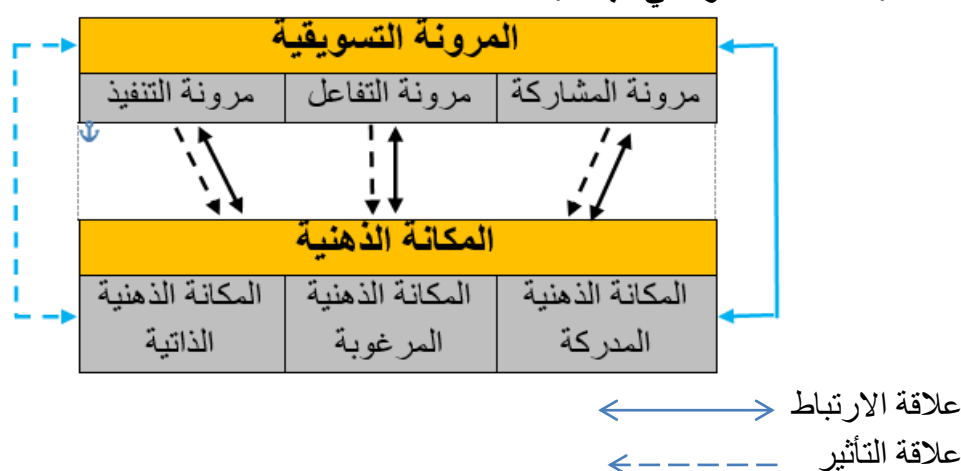 المرونة التسويقية
مرونة المشاركة مرونة التفاعل مرونة التنفيذ
المكانة الذهنية
المكانة الذهنية المدركة
المكانة الذهنية المرغوبة
المكانة الذهنية الذاتية
علاقة الارتباط
علاقة التأثير